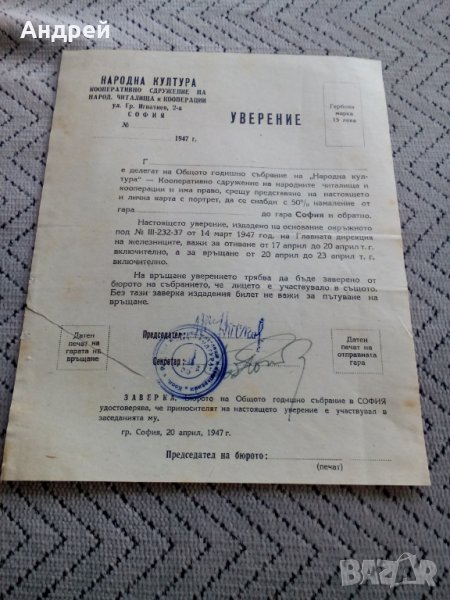 Андрей
НАРОДНА КУЛТУРА
КООПЕРАТИВНО СДРУЖЕНИЕ НА
НАРОД. ЧИТАЛИЩА и КООПЕРАЦИИ
ул. Гр. Игнатиев, 2-а
СОФИЯ
№
1947 г.
УВЕРЕНИЕ
Гербова
марка
15 лева
Г
е делегат на Общото годишно събрание на „Народна кул-
тура" — Кооперативно сдружение на народните читалища и
кооперации и има право, срещу представяне на настоящето
и лична карта с портрет, да се снабди с 50% намаление от
гара до гара София и обратно.
Настоящето уверение, издадено на основание окръжното
под № III-232-37 от 14 март 1947 год. на Главната дирекция
на железниците, важи за отиване от 17 април до 20 април т. г.
включително, а за връщане от 20 април до 23 април т. г.
включително.
На връщане уверението трябва да бъде заверено от
бюрото на събранието, че лицето е участвувало в същото.
Без тази заверка издадения билет не важи за пътуване на
връщане.
Датен
печат на
гарата на
връщане
Председател:
Секретар:
Датен
печат на
отправната
гара
ЗАВЕРКА. Бюрото на Общото годишно събрание в СОФИЯ
удостоверява, че приносителят на настоящето уверение е участвувал в
заседанията му.
гр. София, 20 април, 1947 г.
Председател на бюрото:
(печат)
BAZAR